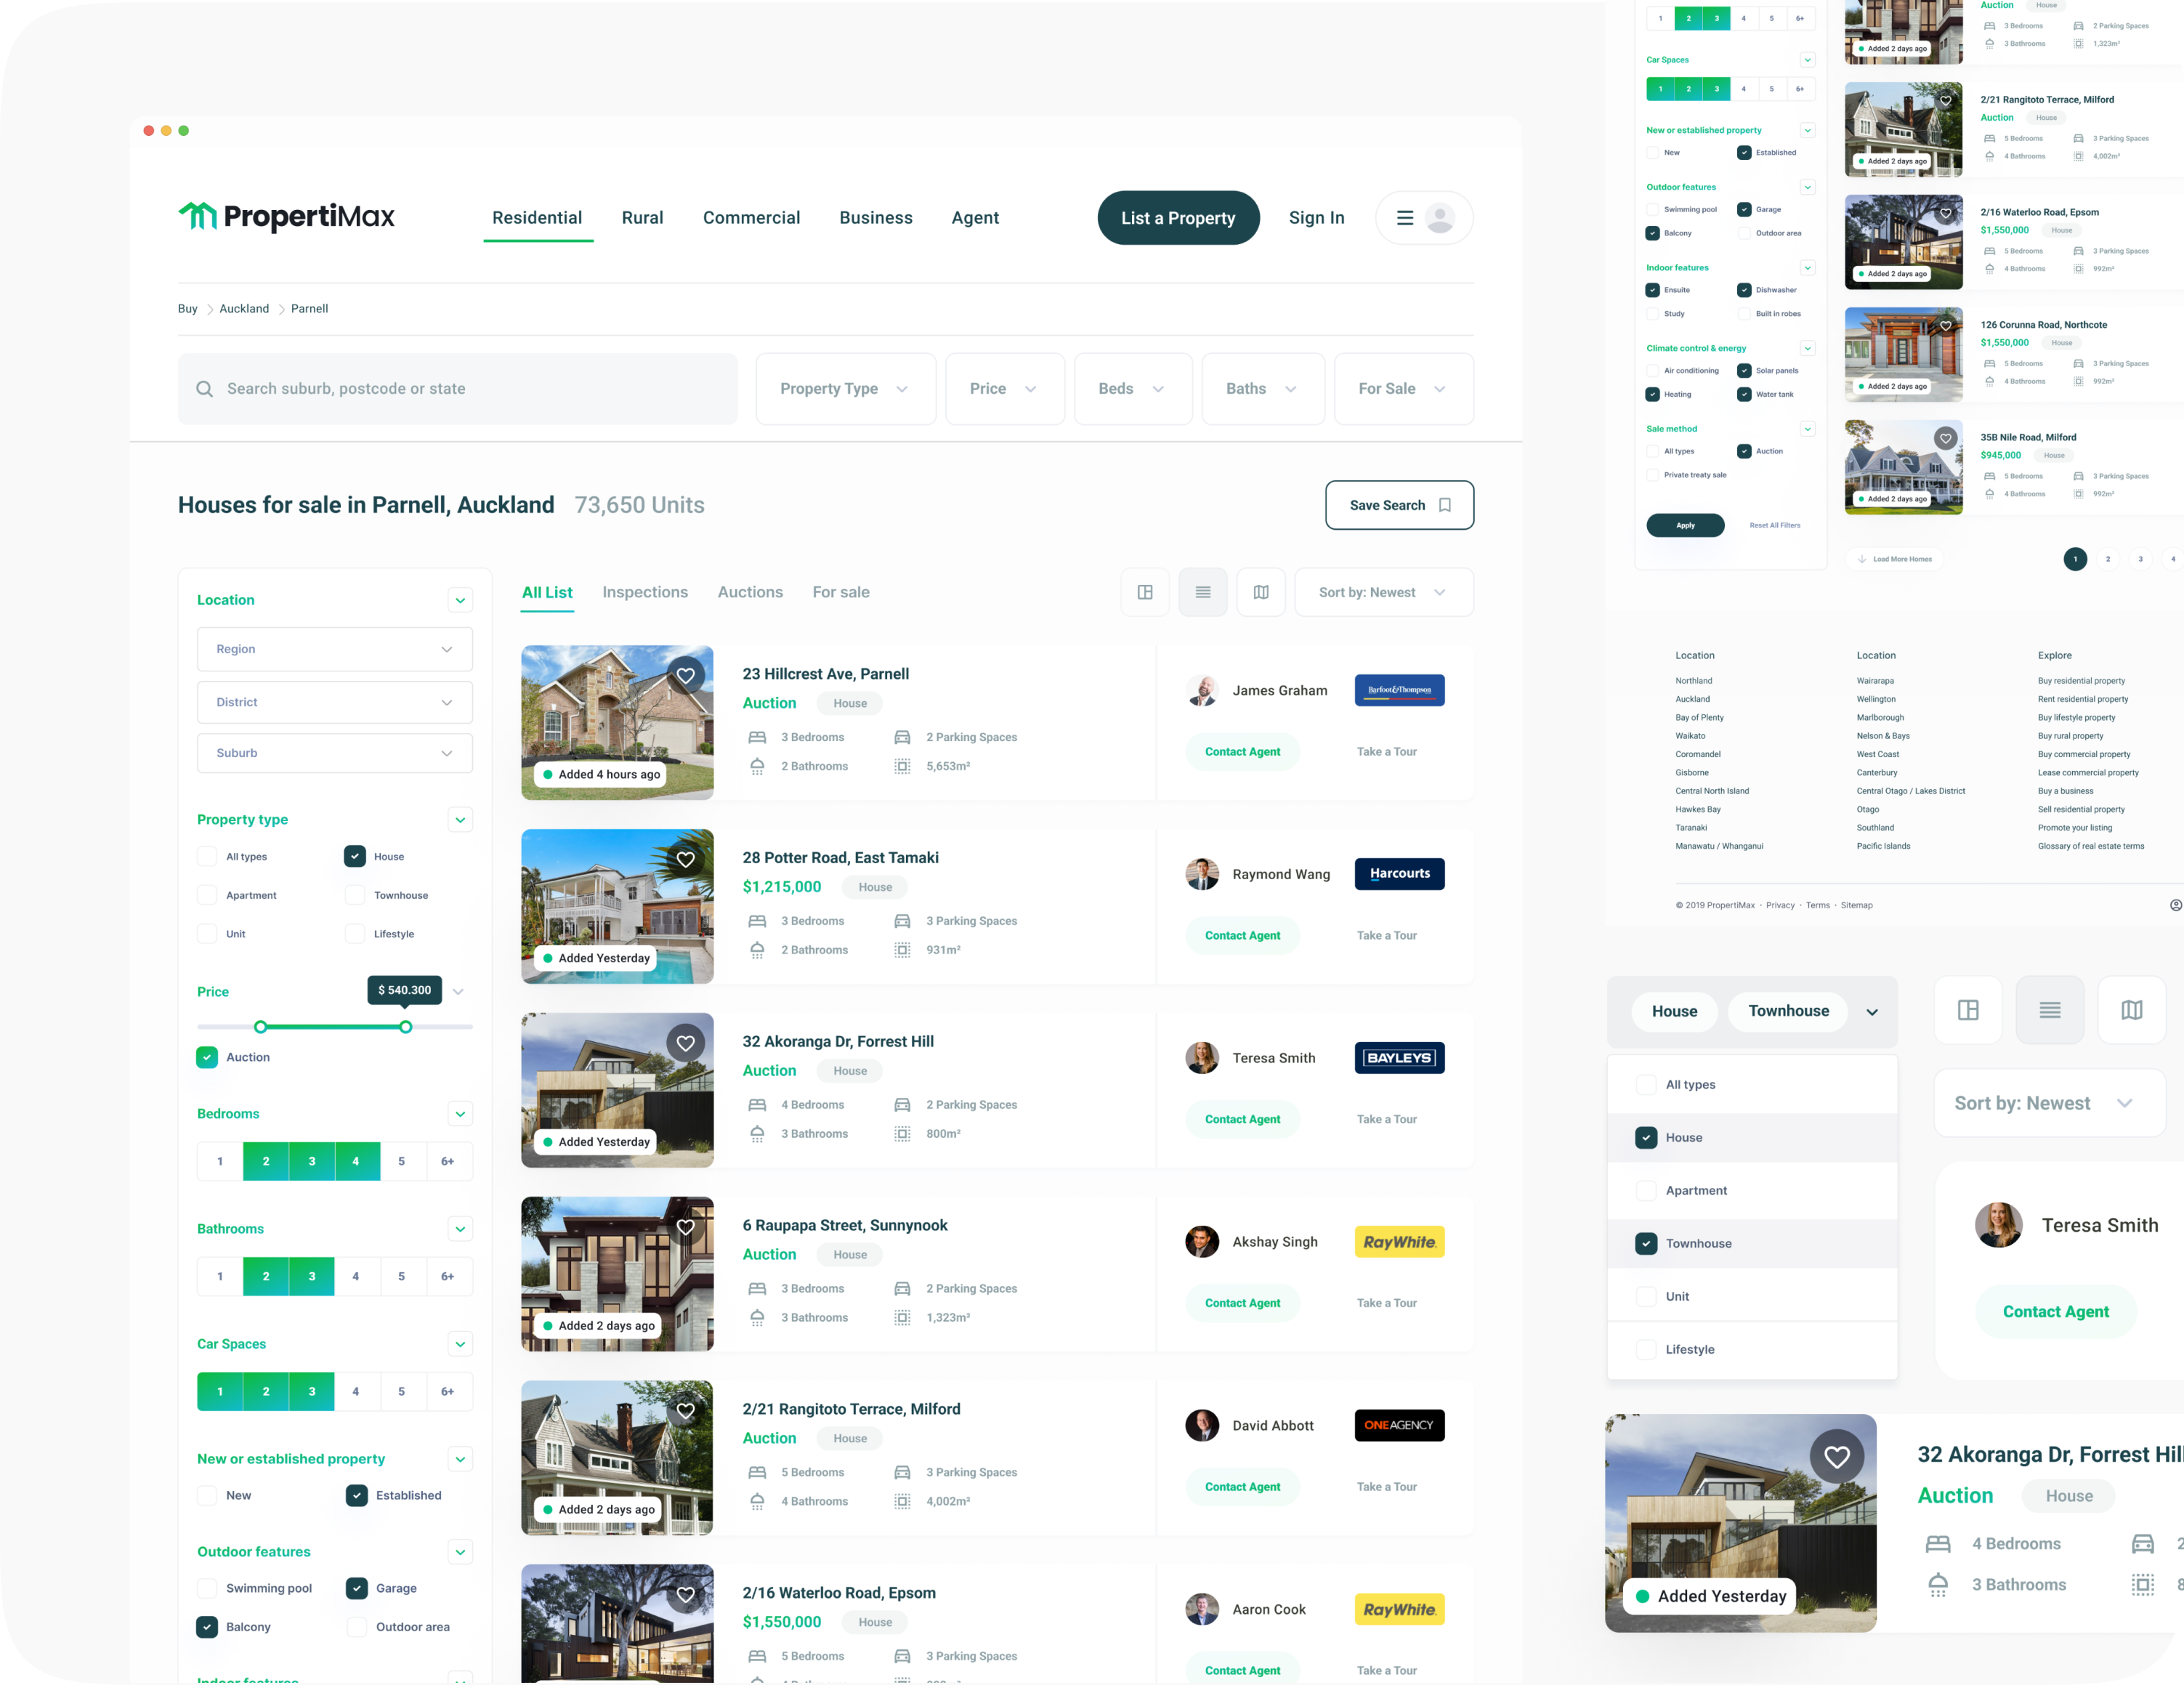 PropertiMax
Residential Rural Commercial Business Agent List a Property Sign In
Buy Auckland Parnell
Search suburb, postcode or state Property Type Price Beds Baths For Sale
Houses for sale in Parnell, Auckland 73,650 Units Save Search
Location
Region
District
Suburb
Property type
All types House
Apartment Townhouse
Unit Lifestyle
Price $ 540.300
Auction
Bedrooms
1 2 3 4 5 6+
Bathrooms
1 2 3 4 5 6+
Car Spaces
1 2 3 4 5 6+
New or established property
New Established
Outdoor features
Swimming pool Garage
Balcony Outdoor area
Indoor features
All List Inspections Auctions For sale Sort by: Newest
23 Hillcrest Ave, Parnell
Auction House
3 Bedrooms 2 Parking Spaces
2 Bathrooms 5,653m²
Added 4 hours ago
James Graham Barfoot&Thompson
Contact Agent Take a Tour
28 Potter Road, East Tamaki
$1,215,000 House
3 Bedrooms 3 Parking Spaces
2 Bathrooms 931m²
Added Yesterday
Raymond Wang Harcourts
Contact Agent Take a Tour
32 Akoranga Dr, Forrest Hill
Auction House
4 Bedrooms 2 Parking Spaces
3 Bathrooms 800m²
Added Yesterday
Teresa Smith BAYLEYS
Contact Agent Take a Tour
6 Raupapa Street, Sunnynook
Auction House
3 Bedrooms 2 Parking Spaces
3 Bathrooms 1,323m²
Added 2 days ago
Akshay Singh RayWhite.
Contact Agent Take a Tour
2/21 Rangitoto Terrace, Milford
Auction House
5 Bedrooms 3 Parking Spaces
4 Bathrooms 4,002m²
Added 2 days ago
David Abbott ONEAGENCY
Contact Agent Take a Tour
2/16 Waterloo Road, Epsom
$1,550,000 House
5 Bedrooms 3 Parking Spaces
Aaron Cook RayWhite.
Contact Agent Take a Tour
1 2 3 4 5 6+
Car Spaces
1 2 3 4 5 6+
New or established property
New Established
Outdoor features
Swimming pool Garage
Balcony Outdoor area
Indoor features
Ensuite Dishwasher
Study Built in robes
Climate control & energy
Air conditioning Solar panels
Heating Water tank
Sale method
All types Auction
Private treaty sale
Apply Reset All Filters
Auction House
3 Bedrooms 2 Parking Spaces
3 Bathrooms 1,323m²
Added 2 days ago
2/21 Rangitoto Terrace, Milford
Auction House
5 Bedrooms 3 Parking Spaces
4 Bathrooms 4,002m²
Added 2 days ago
2/16 Waterloo Road, Epsom
$1,550,000 House
5 Bedrooms 3 Parking Spaces
4 Bathrooms 992m²
Added 2 days ago
126 Corunna Road, Northcote
$1,550,000 House
5 Bedrooms 3 Parking Spaces
4 Bathrooms 992m²
Added 2 days ago
35B Nile Road, Milford
$945,000 House
5 Bedrooms 3 Parking Spaces
4 Bathrooms 992m²
Added 2 days ago
Load More Homes 1 2 3 4
Location
Northland
Auckland
Bay of Plenty
Waikato
Coromandel
Gisborne
Central North Island
Hawkes Bay
Taranaki
Manawatu / Whanganui
Location
Wairarapa
Wellington
Marlborough
Nelson & Bays
West Coast
Canterbury
Central Otago / Lakes District
Otago
Southland
Pacific Islands
Explore
Buy residential property
Rent residential property
Buy lifestyle property
Buy rural property
Buy commercial property
Lease commercial property
Buy a business
Sell residential property
Promote your listing
Glossary of real estate terms
© 2019 PropertiMax · Privacy · Terms · Sitemap
House Townhouse
All types
House
Apartment
Townhouse
Unit
Lifestyle
Sort by: Newest
Teresa Smith
Contact Agent
32 Akoranga Dr, Forrest Hill
Auction House
4 Bedrooms 2
3 Bathrooms 8
Added Yesterday